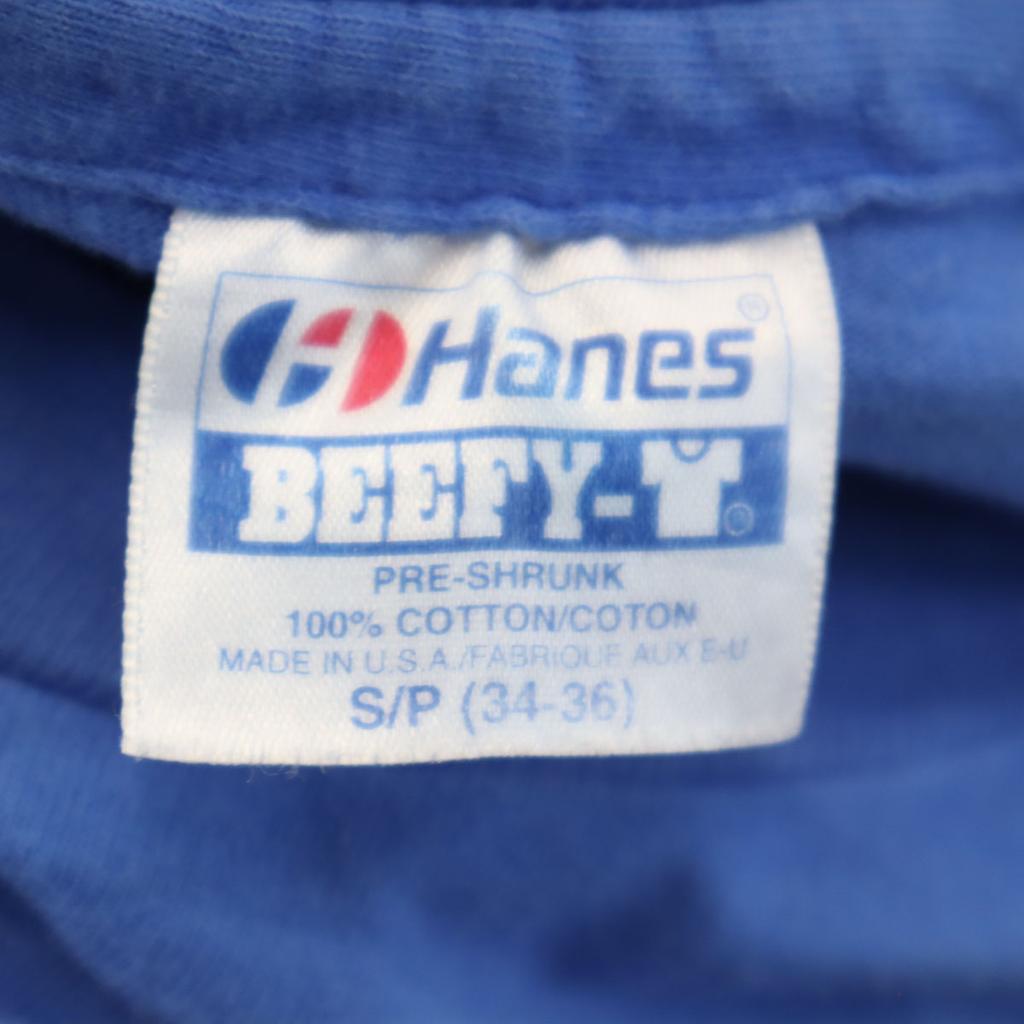 Hanes®
BEEFY-T®
PRE-SHRUNK
100% COTTON/COTON
MADE IN U.S.A./FABRIQUE AUX E-U
S/P (34-36)